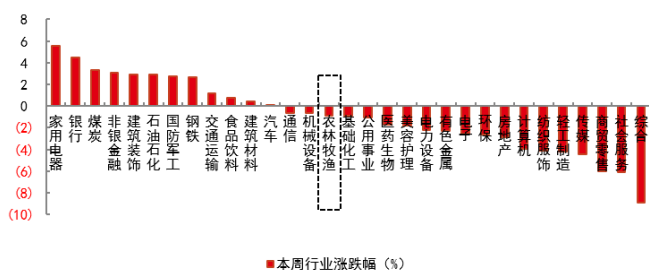 8
6
4
2
0
(2)
(4)
(6)
(8)
(10)
家用电器
银行
煤炭
非银金融
建筑装饰
石油石化
国防军工
钢铁
交通运输
食品饮料
建筑材料
汽车
通信
机械设备
农林牧渔
基础化工
公用事业
医药生物
美容护理
电力设备
有色金属
电子
环保
房地产
计算机
纺织服饰
轻工制造
传媒
商贸零售
社会服务
综合
本周行业涨跌幅（%）